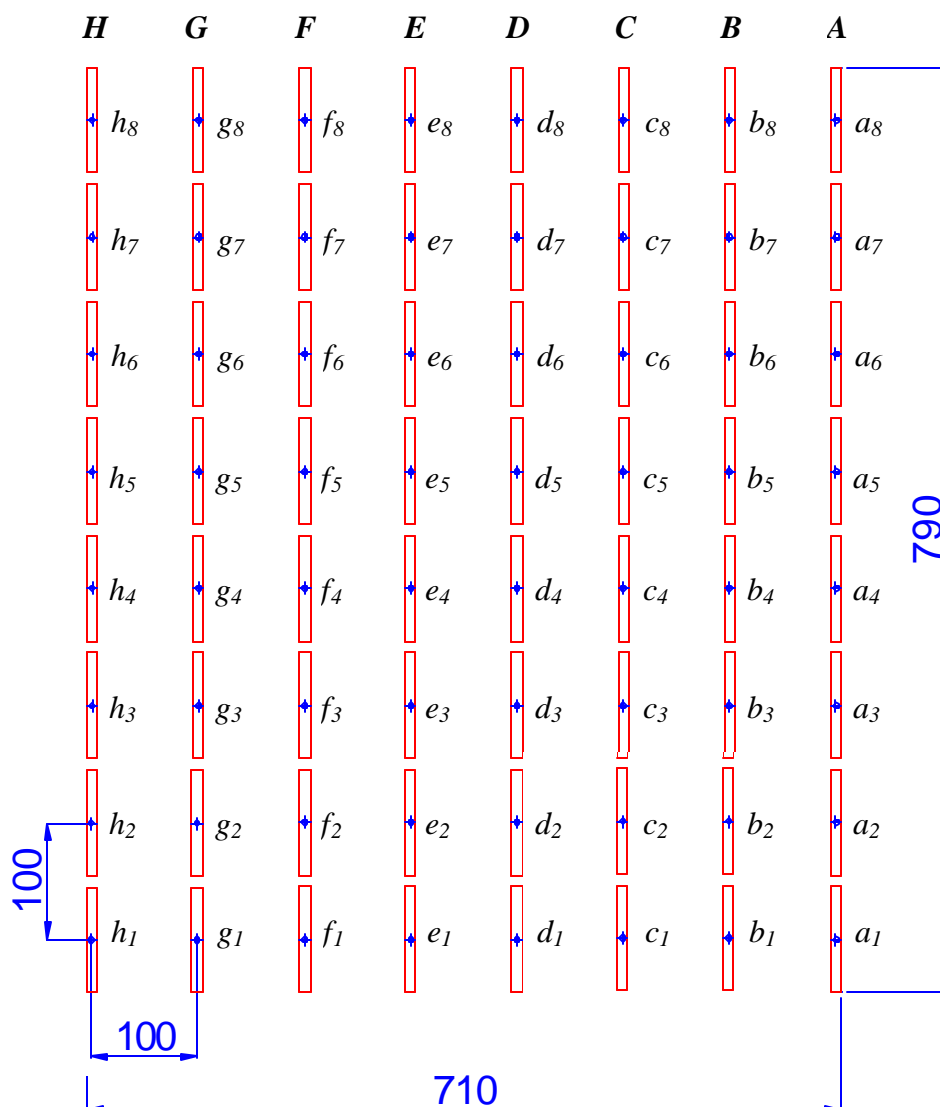 H G F E D C B A
h8 g8 f8 e8 d8 c8 b8 a8
h7 g7 f7 e7 d7 c7 b7 a7
h6 g6 f6 e6 d6 c6 b6 a6
h5 g5 f5 e5 d5 c5 b5 a5
790
h4 g4 f4 e4 d4 c4 b4 a4
h3 g3 f3 e3 d3 c3 b3 a3
h2 g2 f2 e2 d2 c2 b2 a2
100
h1 g1 f1 e1 d1 c1 b1 a1
100
710